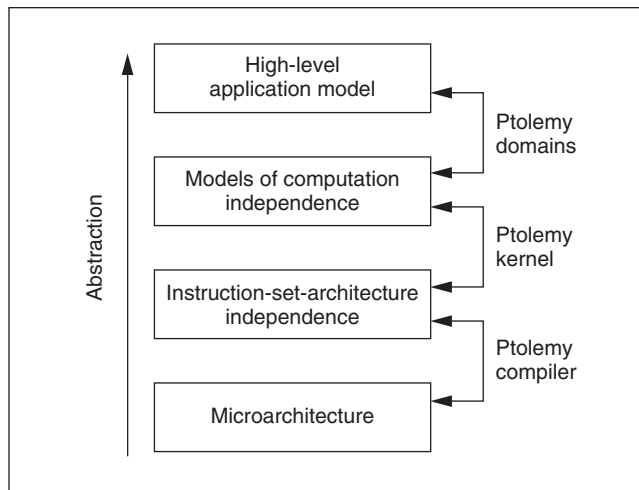 High-level
application model
Ptolemy
domains
Models of computation
independence
Ptolemy
kernel
Abstraction
Instruction-set-architecture
independence
Ptolemy
compiler
Microarchitecture